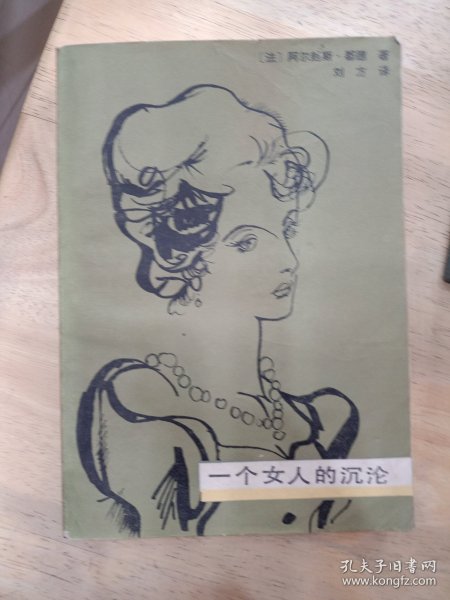 〔法〕阿尔封斯·都德 著
刘方 译
一个女人的沉沦
孔夫子旧书网
www.kongfz.com